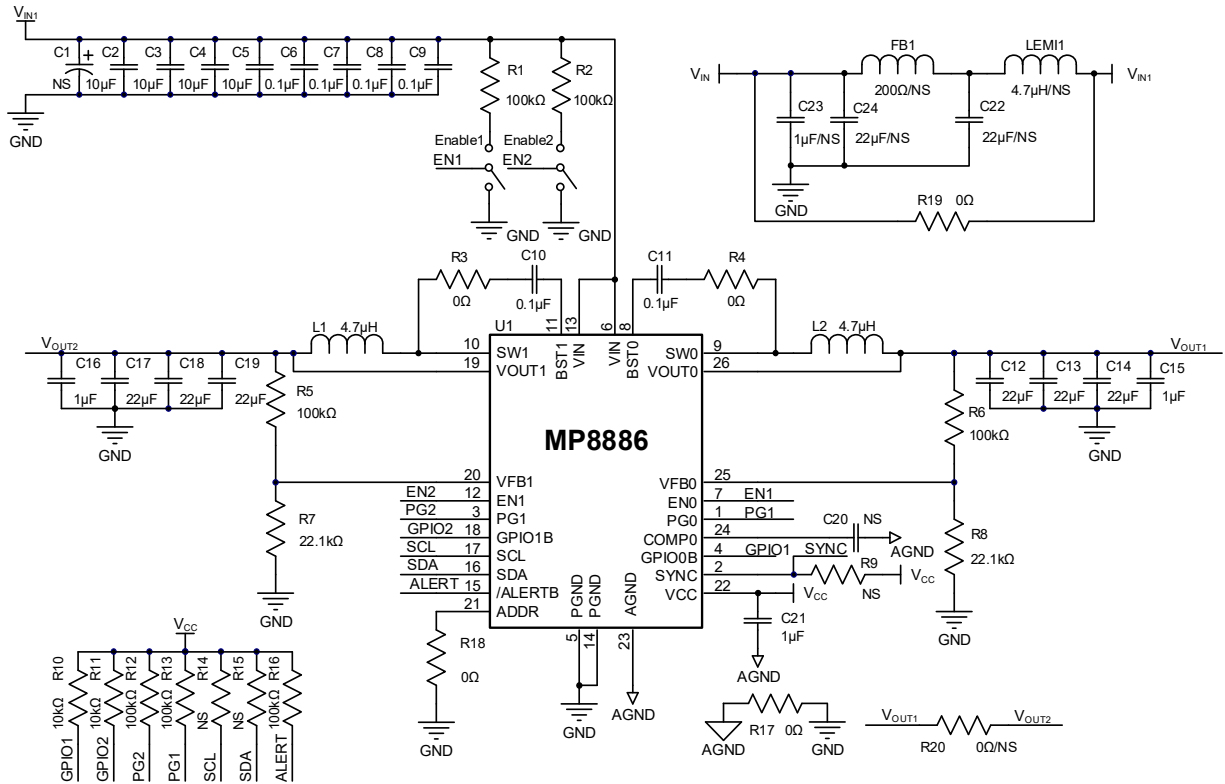 VIN1
C1 + C2 C3 C4 C5 C6 C7 C8 C9
NS 10µF 10µF 10µF 10µF 0.1µF 0.1µF 0.1µF 0.1µF
GND
R1 R2
100kΩ 100kΩ
Enable1 Enable2
EN1 EN2
GND GND
FB1 LEMI1
VIN VIN1
200Ω/NS 4.7µH/NS
C23 C24 C22
1µF/NS 22µF/NS 22µF/NS
GND
R19 0Ω
R3 C10 C11 R4
0Ω 0.1µF 0.1µF 0Ω
U1
11 13 6 8
BST1 VIN VIN BST0
L1 4.7µH
L2 4.7µH
VOUT2
VOUT1
10 SW1 SW0 9
19 VOUT1 VOUT0 26
C16 C17 C18 C19
1µF 22µF 22µF 22µF
GND
R5
100kΩ
R6
100kΩ
C12 C13 C14 C15
22µF 22µF 22µF 1µF
GND
MP8886
20 VFB1 VFB0 25
EN2 12 EN1 EN0 7 EN1
PG2 3 PG1 PG0 1 PG1
GPIO2 18 GPIO1B COMP0 24 C20 NS
AGND
SCL 17 SCL GPIO0B 4 GPIO1 SYNC
SDA 16 SDA SYNC 2 R9 NS VCC
ALERT 15 /ALERTB VCC 22 VCC
21 ADDR
R7
22.1kΩ
GND
R8
22.1kΩ
GND
PGND PGND AGND
5 14 23
GND
AGND
C21
1µF
AGND
R18
0Ω
GND
VCC
R10 R11 R12 R13 R14 R15 R16
10kΩ 10kΩ 100kΩ 100kΩ NS NS 100kΩ
GPIO1 GPIO2 PG2 PG1 SCL SDA ALERT
AGND R17 0Ω GND
VOUT1 VOUT2
R20 0Ω/NS